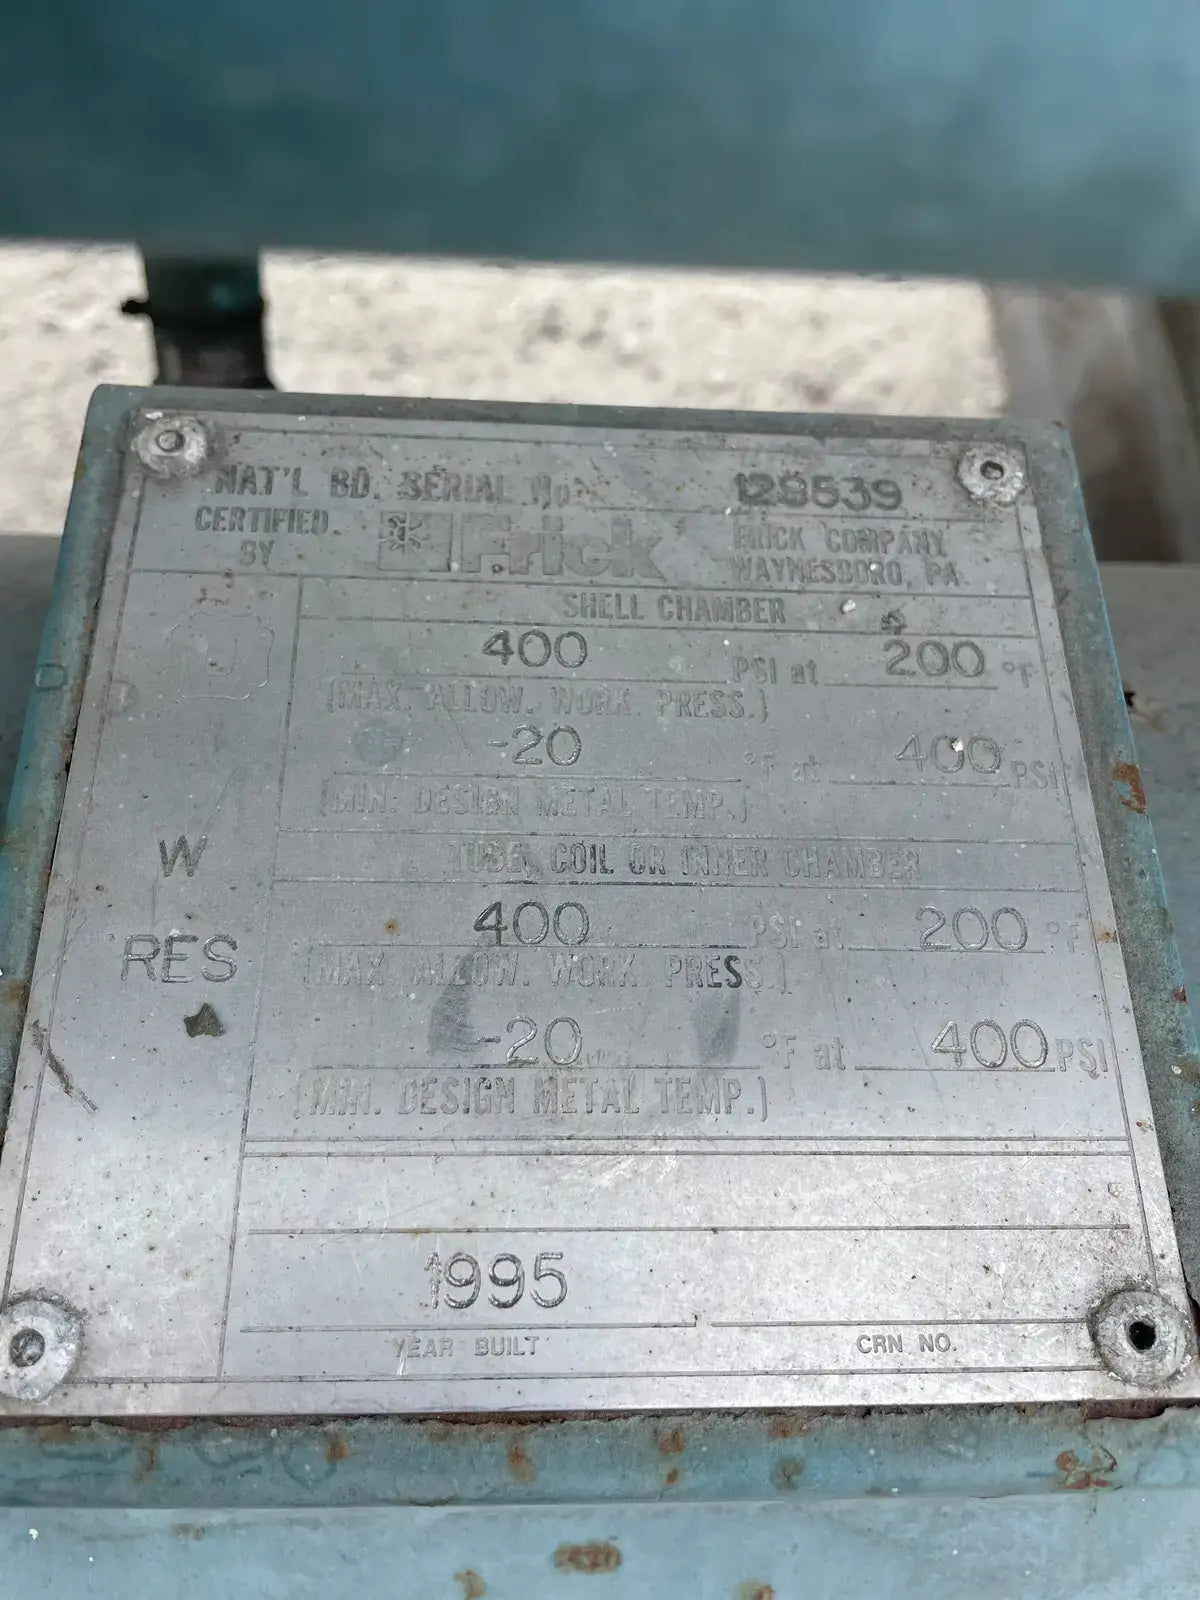 NAT'L BD. SERIAL No. 129539
CERTIFIED BY
Frick
FRICK COMPANY
WAYNESBORO, PA.
U
W
RES
SHELL CHAMBER
400 PSI at 200 °F
(MAX. ALLOW. WORK. PRESS.)
-20 °F at 400 PSI
(MIN. DESIGN METAL TEMP.)
TUBE, COIL OR INNER CHAMBER
400 PSI at 200 °F
(MAX. ALLOW. WORK. PRESS.)
-20 °F at 400 PSI
(MIN. DESIGN METAL TEMP.)
1995
YEAR BUILT
CRN NO.